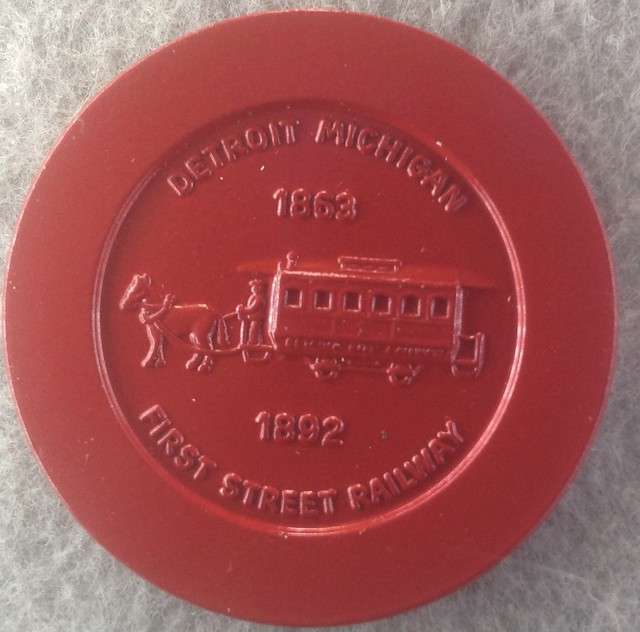 DETROIT MICHIGAN
1863
1892
FIRST STREET RAILWAY